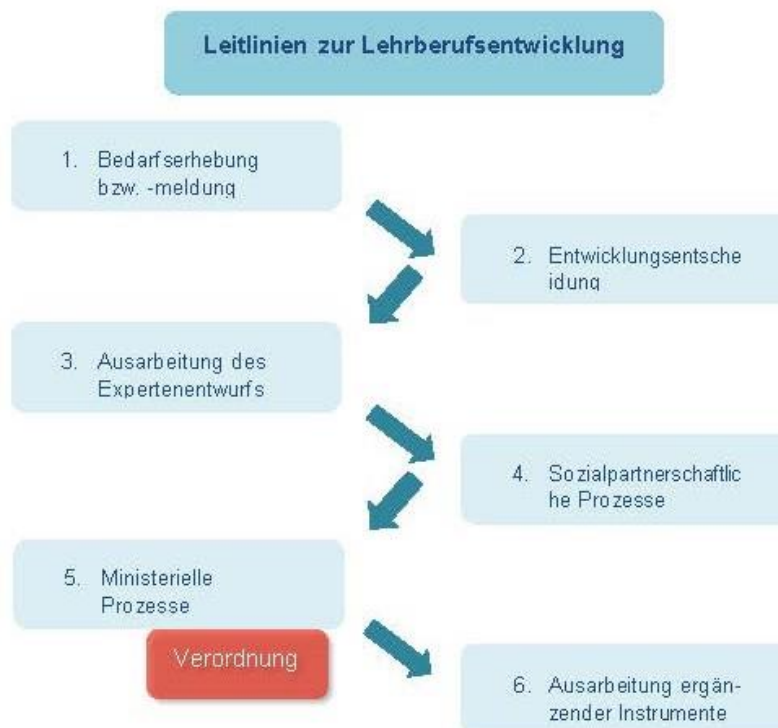 Leitlinien zur Lehrberufsentwicklung
1. Bedarfserhebung
bzw. -meldung
2. Entwicklungsentsche
idung
3. Ausarbeitung des
Expertenentwurfs
4. Sozialpartnerschaftlic
he Prozesse
5. Ministerielle
Prozesse
Verordnung
6. Ausarbeitung ergän-
zender Instrumente